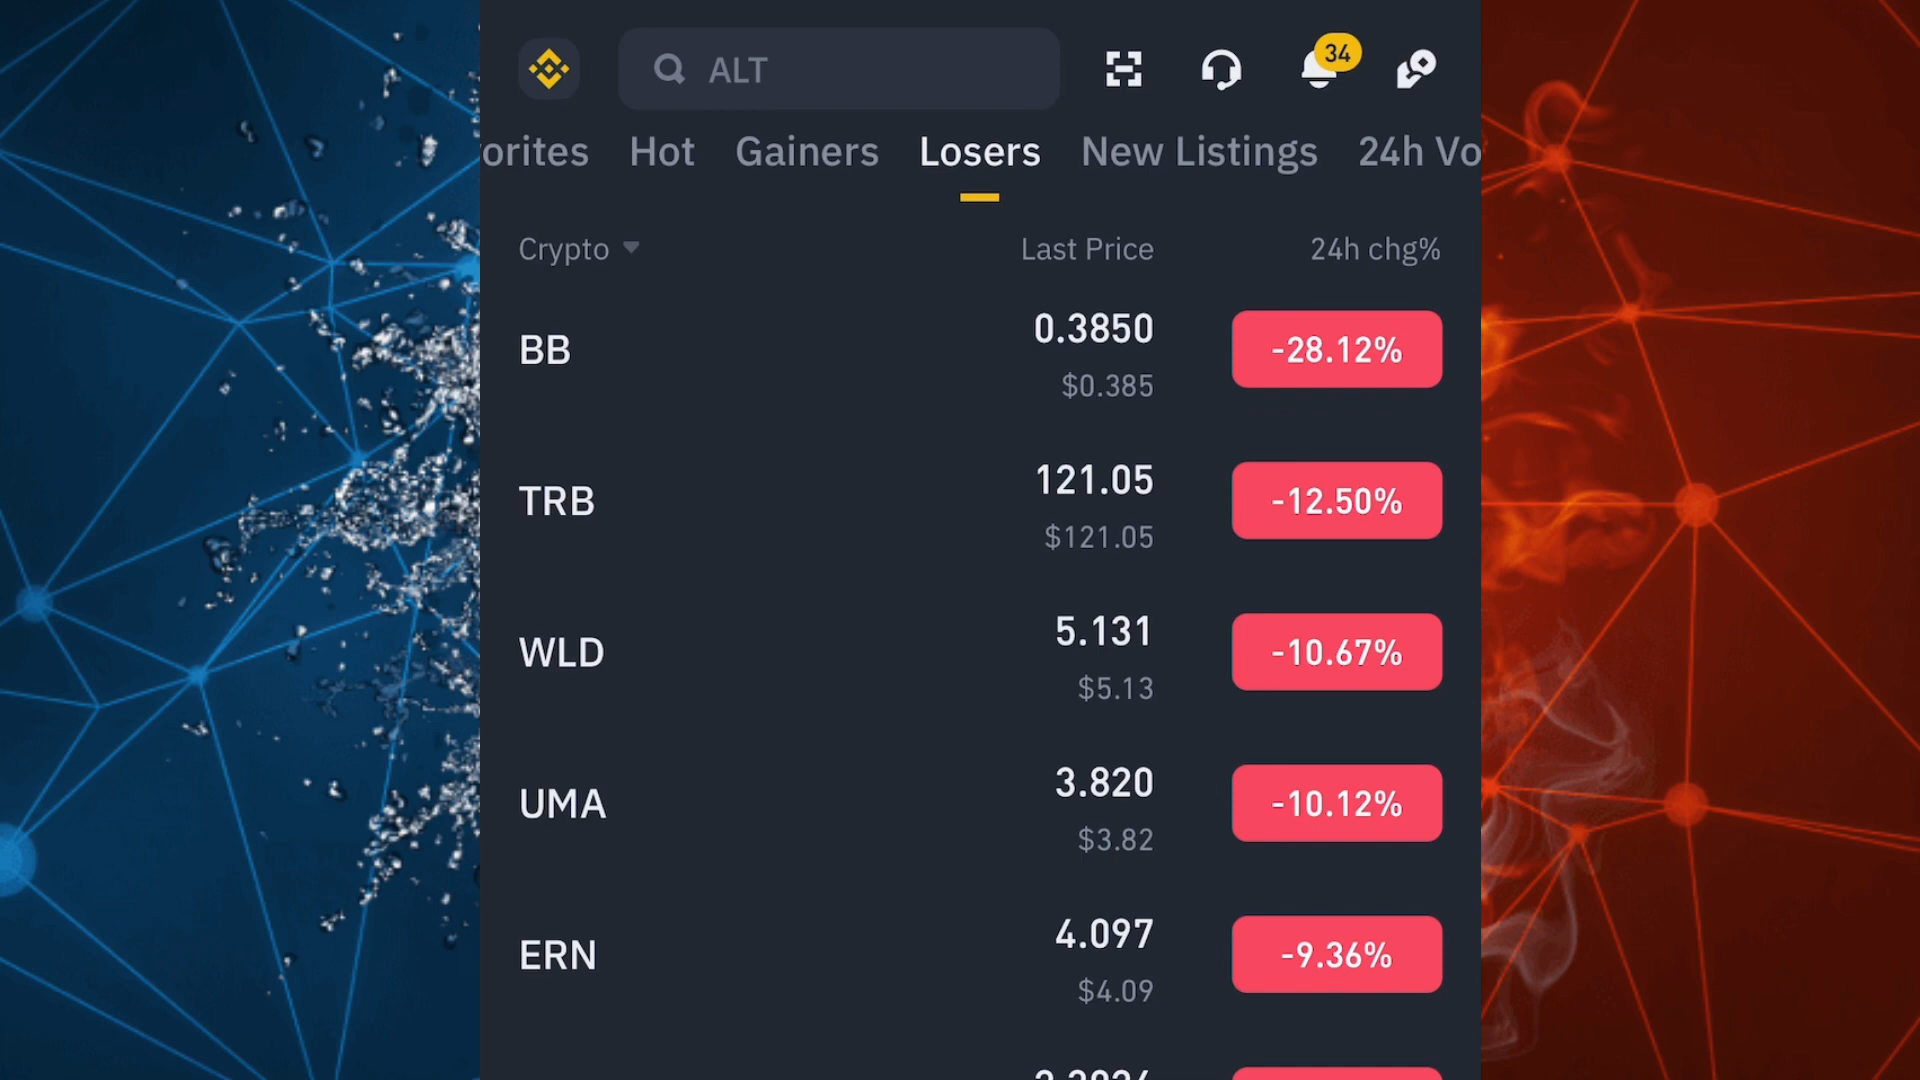 ALT
34
orites Hot Gainers Losers New Listings 24h Vo
Crypto Last Price 24h chg%
BB 0.3850 -28.12%
$0.385
TRB 121.05 -12.50%
$121.05
WLD 5.131 -10.67%
$5.13
UMA 3.820 -10.12%
$3.82
ERN 4.097 -9.36%
$4.09